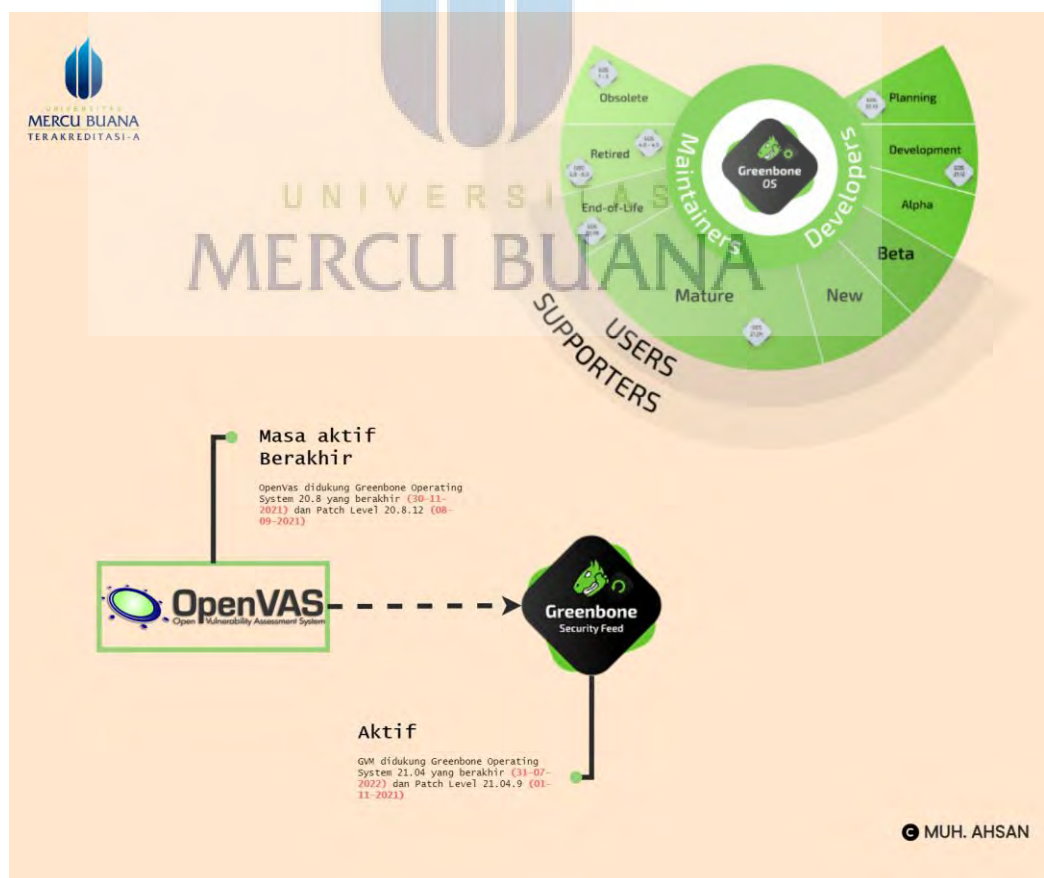 UNIVERSITAS
MERCU BUANA
TERAKREDITASI-A
UNIVERSITAS
MERCU BUANA
Obsolete
Retired
End-of-Life
Mature
New
Beta
Alpha
Development
Planning
Maintainers
Developers
Greenbone
OS
USERS
SUPPORTERS
Masa aktif
Berakhir
OpenVas didukung Greenbone Operating
System 20.8 yang berakhir (30-11-
2021) dan Patch Level 20.8.12 (08-
09-2021)
OpenVAS
Open Vulnerability Assessment System
Greenbone
Security Feed
Aktif
GVM didukung Greenbone Operating
System 21.04 yang berakhir (31-07-
2022) dan Patch Level 21.04.9 (01-
11-2021)
C MUH. AHSAN